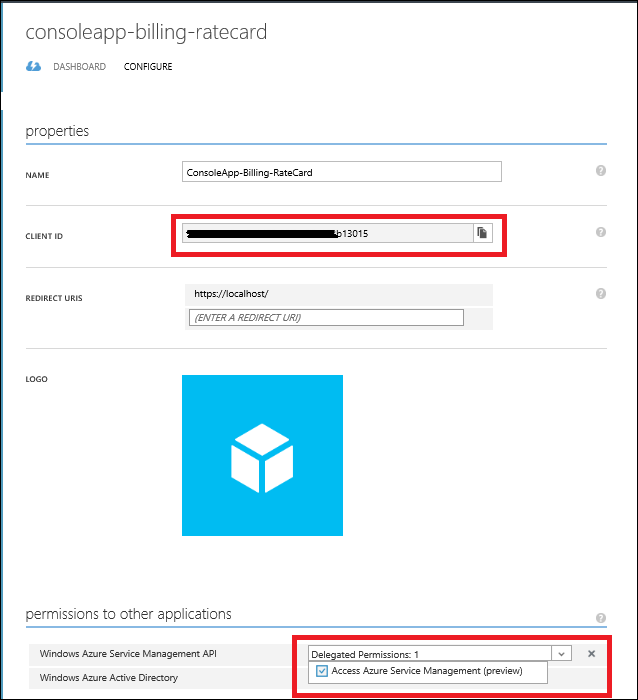 consoleapp-billing-ratecard
DASHBOARD CONFIGURE
properties
NAME ConsoleApp-Billing-RateCard ?
CLIENT ID b13015 ?
REDIRECT URIS https://localhost/ ?
(ENTER A REDIRECT URI)
LOGO
permissions to other applications ?
Windows Azure Service Management API Delegated Permissions: 1
Access Azure Service Management (preview)
Windows Azure Active Directory